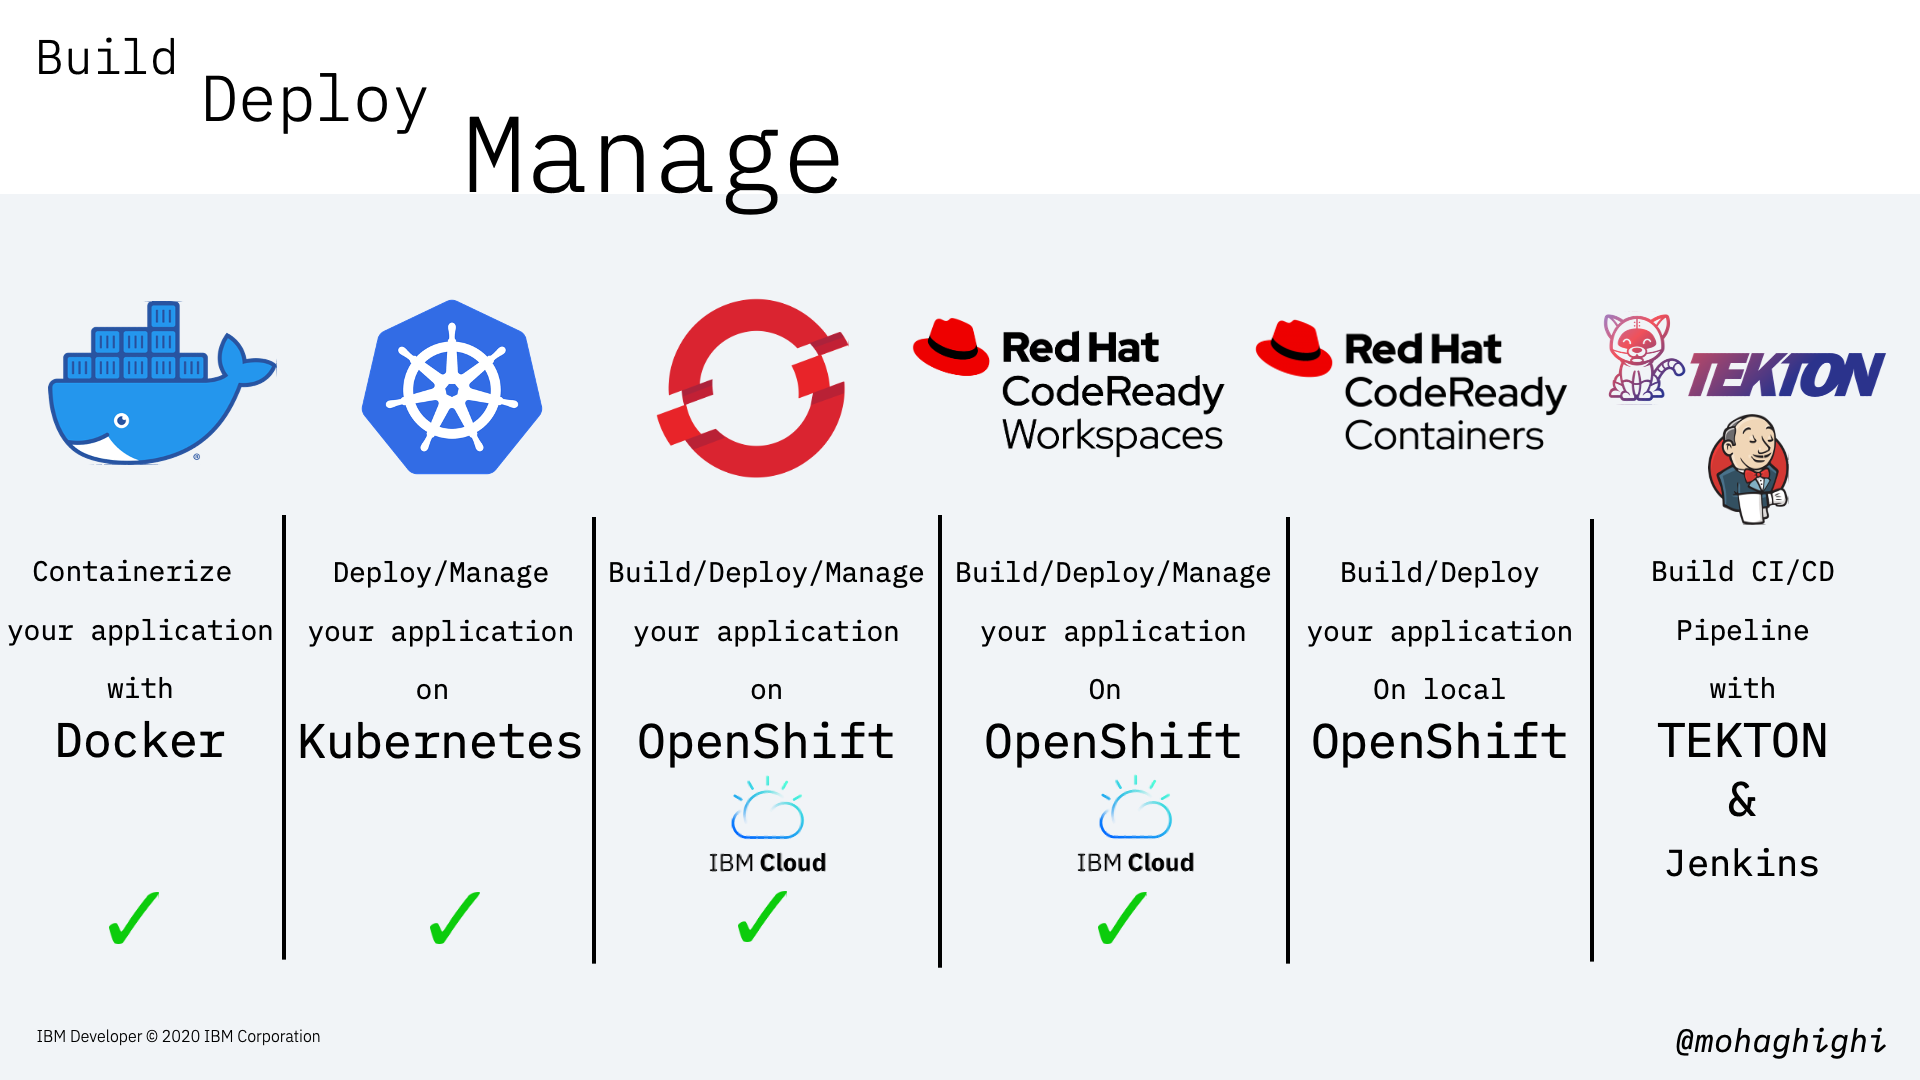 Build
Deploy
Manage
Red Hat
CodeReady
Workspaces
Red Hat
CodeReady
Containers
TEKTON
Containerize
your application
with
Docker
Deploy/Manage
your application
on
Kubernetes
Build/Deploy/Manage
your application
on
OpenShift
IBM Cloud
Build/Deploy/Manage
your application
On
OpenShift
IBM Cloud
Build/Deploy
your application
On local
OpenShift
Build CI/CD
Pipeline
with
TEKTON
&
Jenkins
IBM Developer © 2020 IBM Corporation
@mohaghighi